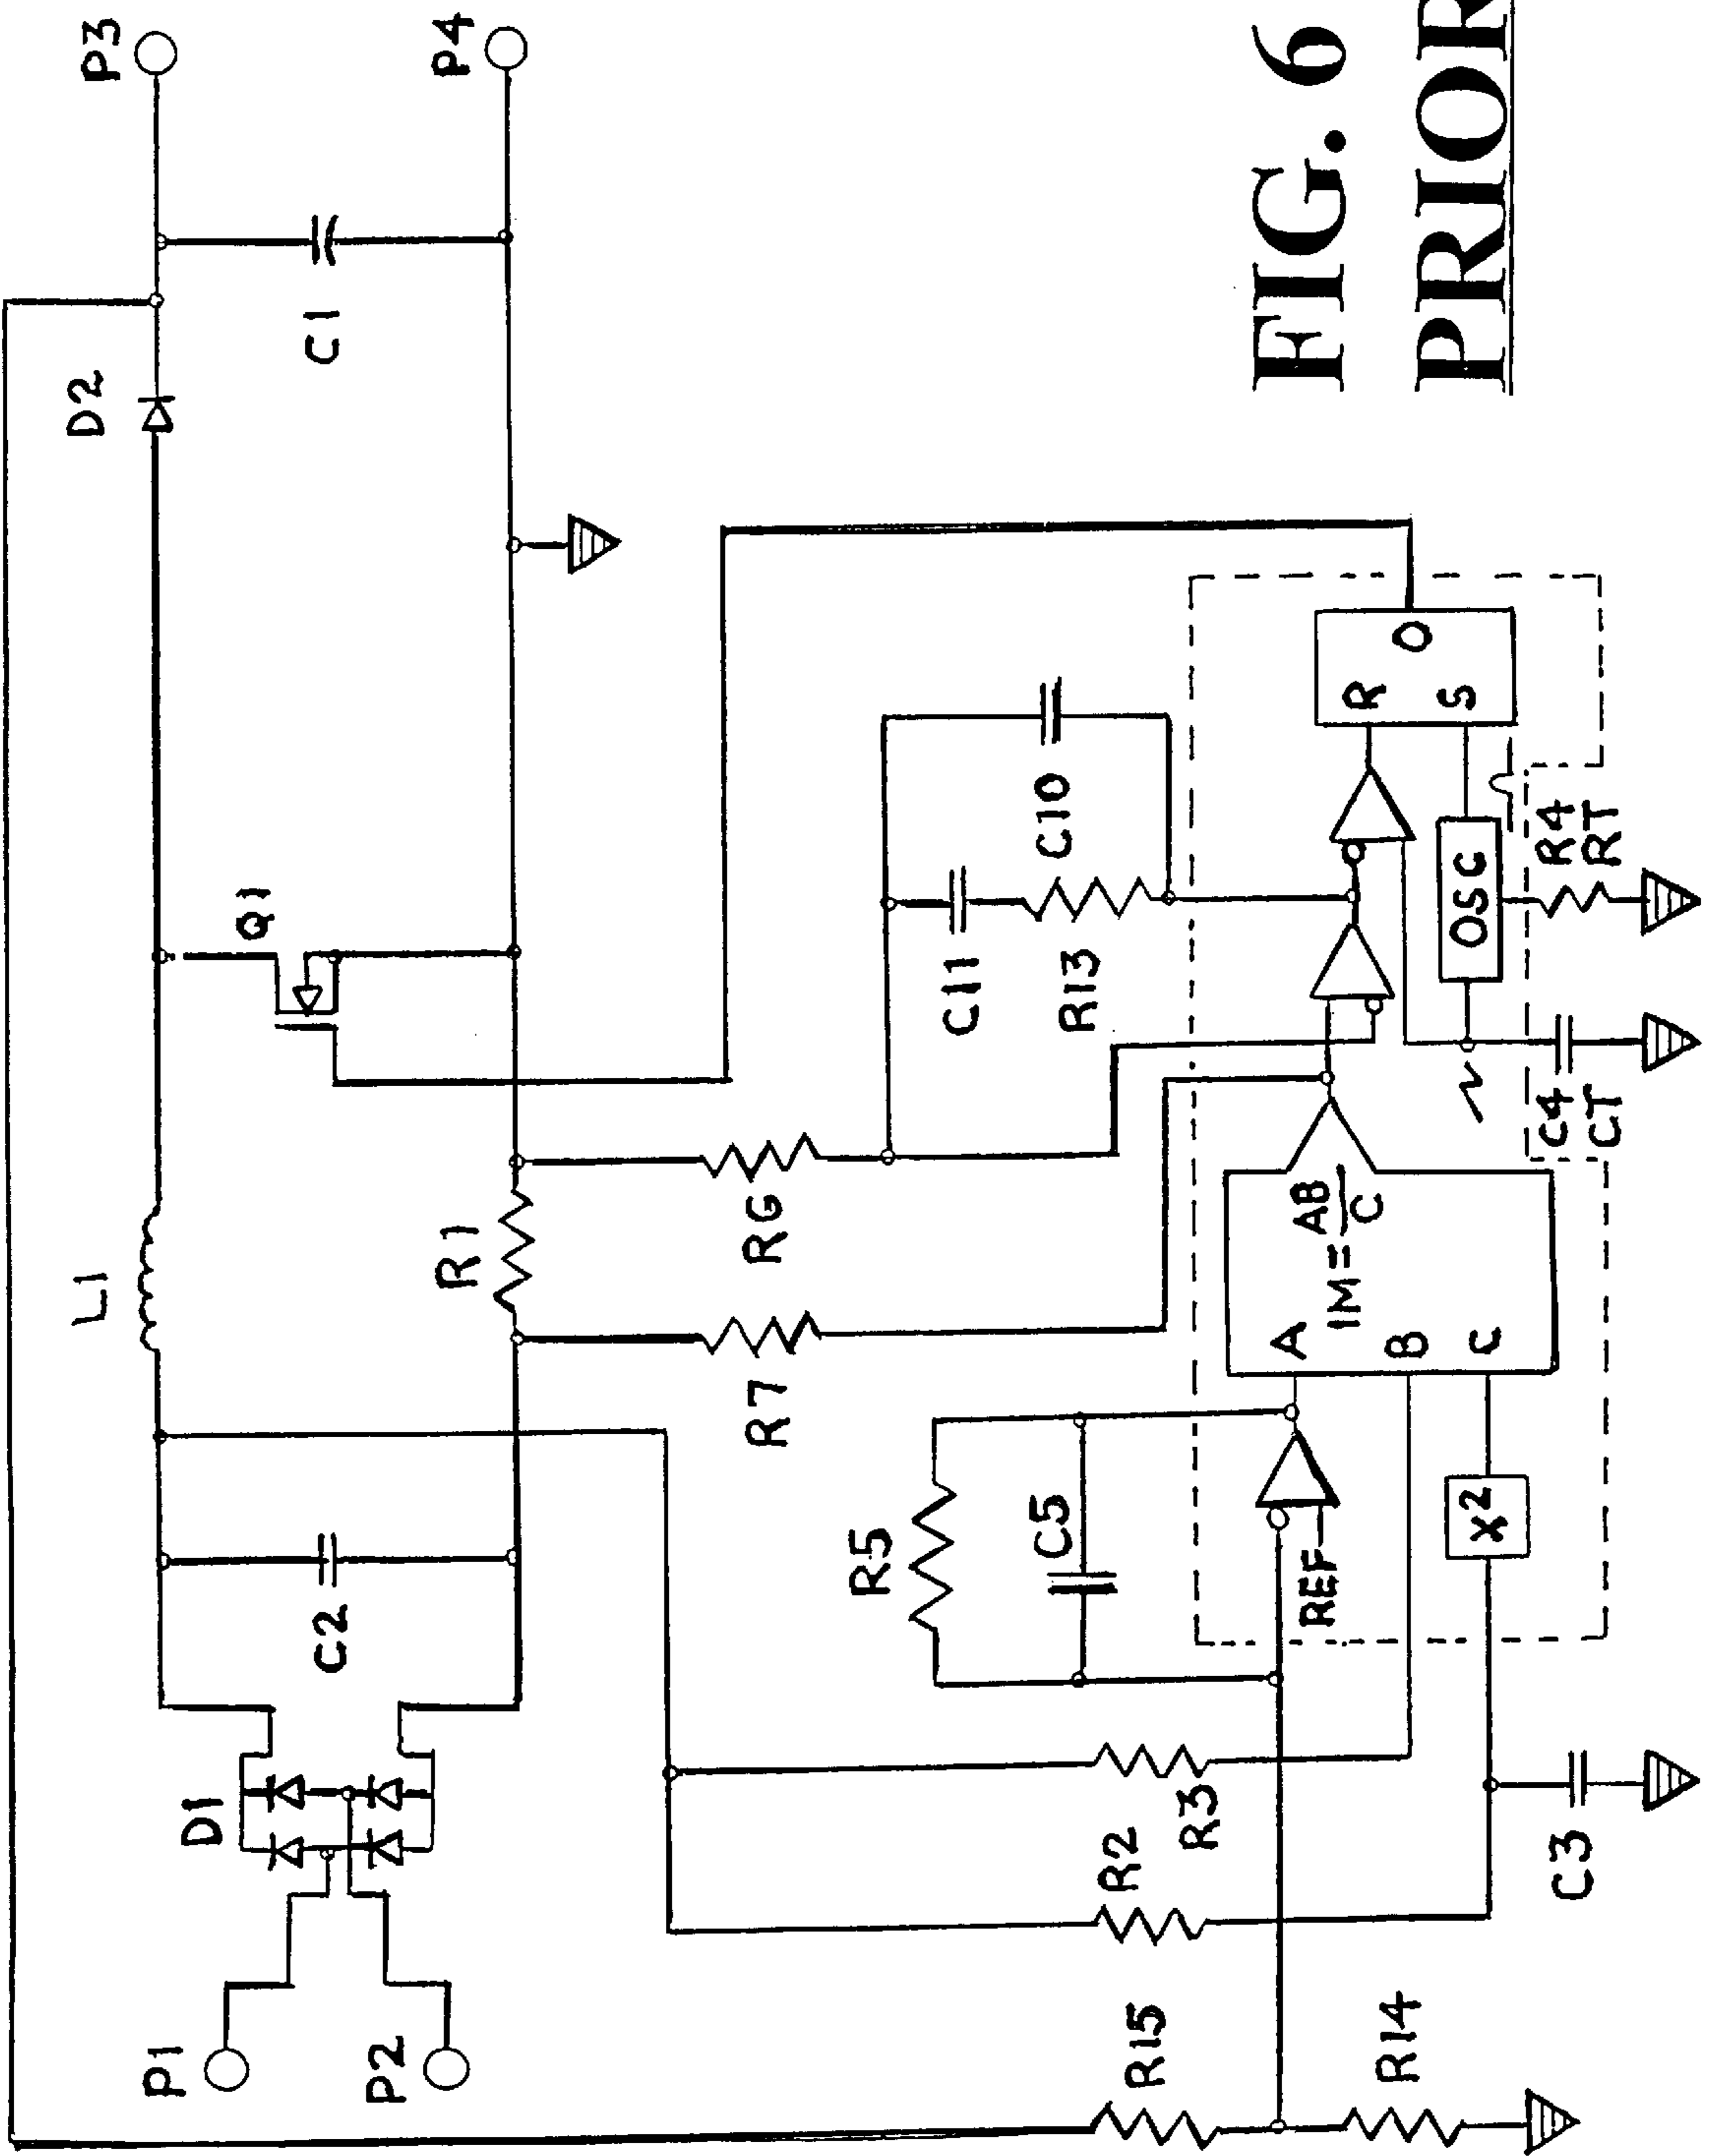 P3
P4
D2
C1
L1
Q1
R1
D1
C2
P1
P2
R7
RG
C11
R13
C10
R5
C5
R2
R3
R15
R14
C3
REF
X²
A
B
C
IM=AB/C
OSC
R
S
O
C4
CT
R4
RT
FIG. 6
PRIOR